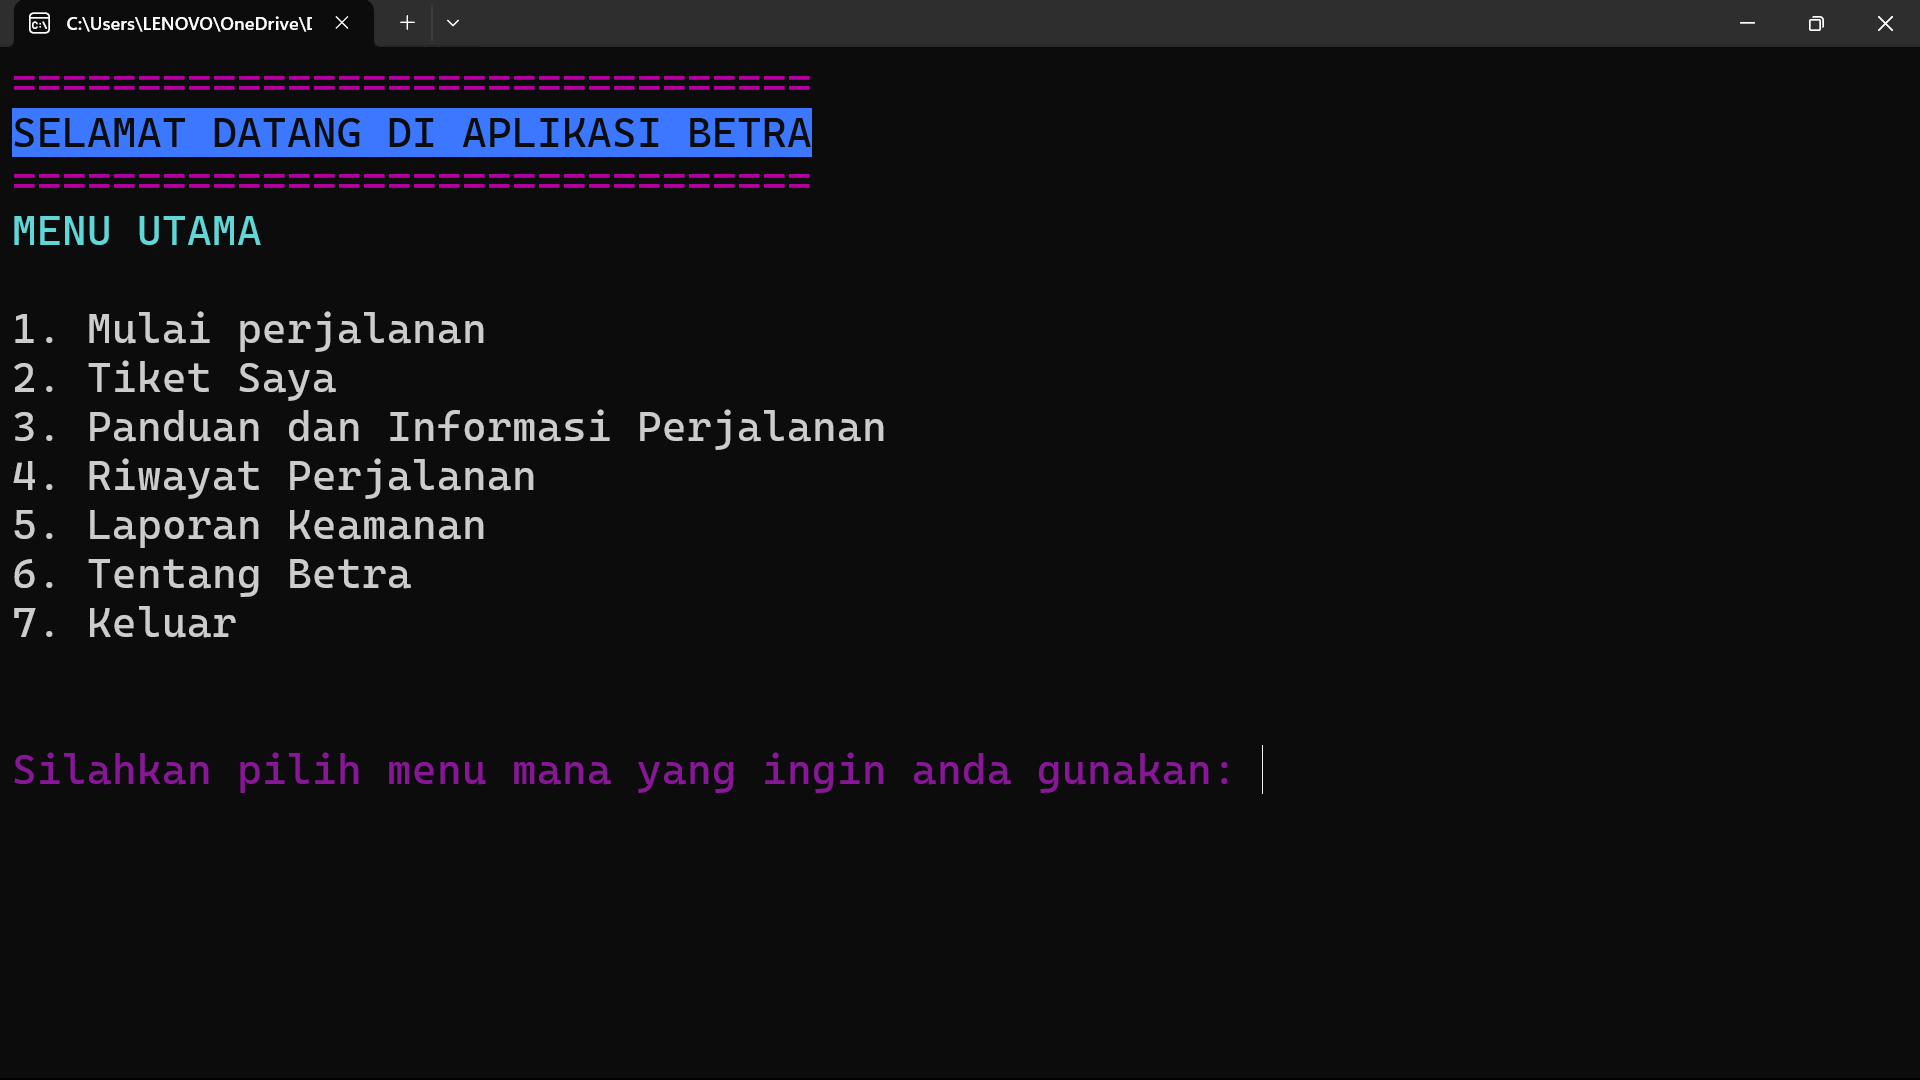 C:\Users\LENOVO\OneDrive\D
================================
SELAMAT DATANG DI APLIKASI BETRA
================================
MENU UTAMA
1. Mulai perjalanan
2. Tiket Saya
3. Panduan dan Informasi Perjalanan
4. Riwayat Perjalanan
5. Laporan Keamanan
6. Tentang Betra
7. Keluar
Silahkan pilih menu mana yang ingin anda gunakan: